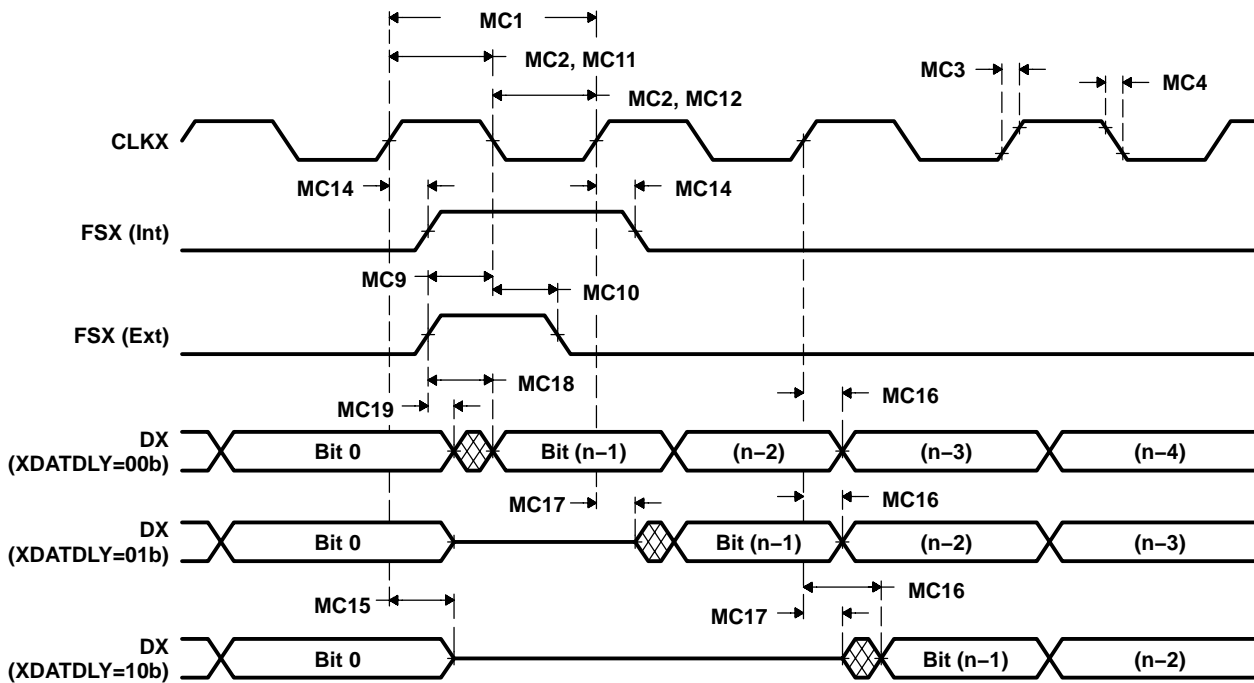 MC1
MC2, MC11
MC3
MC4
MC2, MC12
CLKX
MC14
MC14
FSX (Int)
MC9
MC10
FSX (Ext)
MC18
MC19
MC16
DX
(XDATDLY=00b)
Bit 0
Bit (n−1)
(n−2)
(n−3)
(n−4)
MC17
MC16
DX
(XDATDLY=01b)
Bit 0
Bit (n−1)
(n−2)
(n−3)
MC15
MC17
MC16
DX
(XDATDLY=10b)
Bit 0
Bit (n−1)
(n−2)